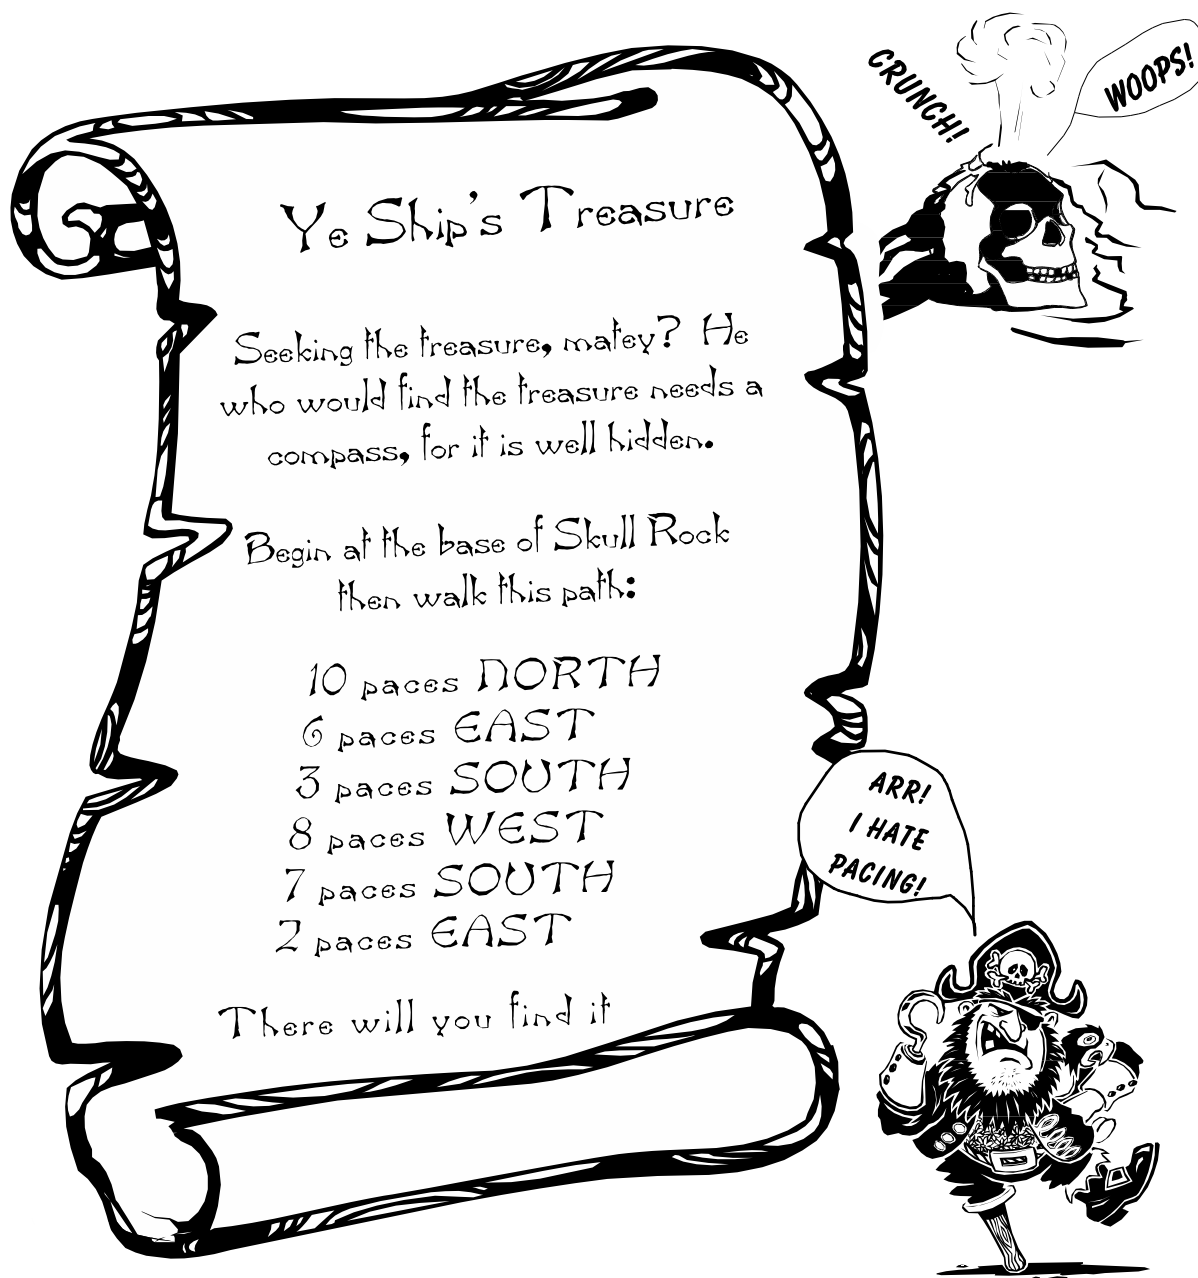 CRUNCH!
WOOPS!
Ye Ship's Treasure
Seeking the treasure, matey? He
who would find the treasure needs a
compass, for it is well hidden.
Begin at the base of Skull Rock
then walk this path:
10 paces NORTH
6 paces EAST
3 paces SOUTH
8 paces WEST
7 paces SOUTH
2 paces EAST
There will you find it
ARR!
I HATE
PACING!